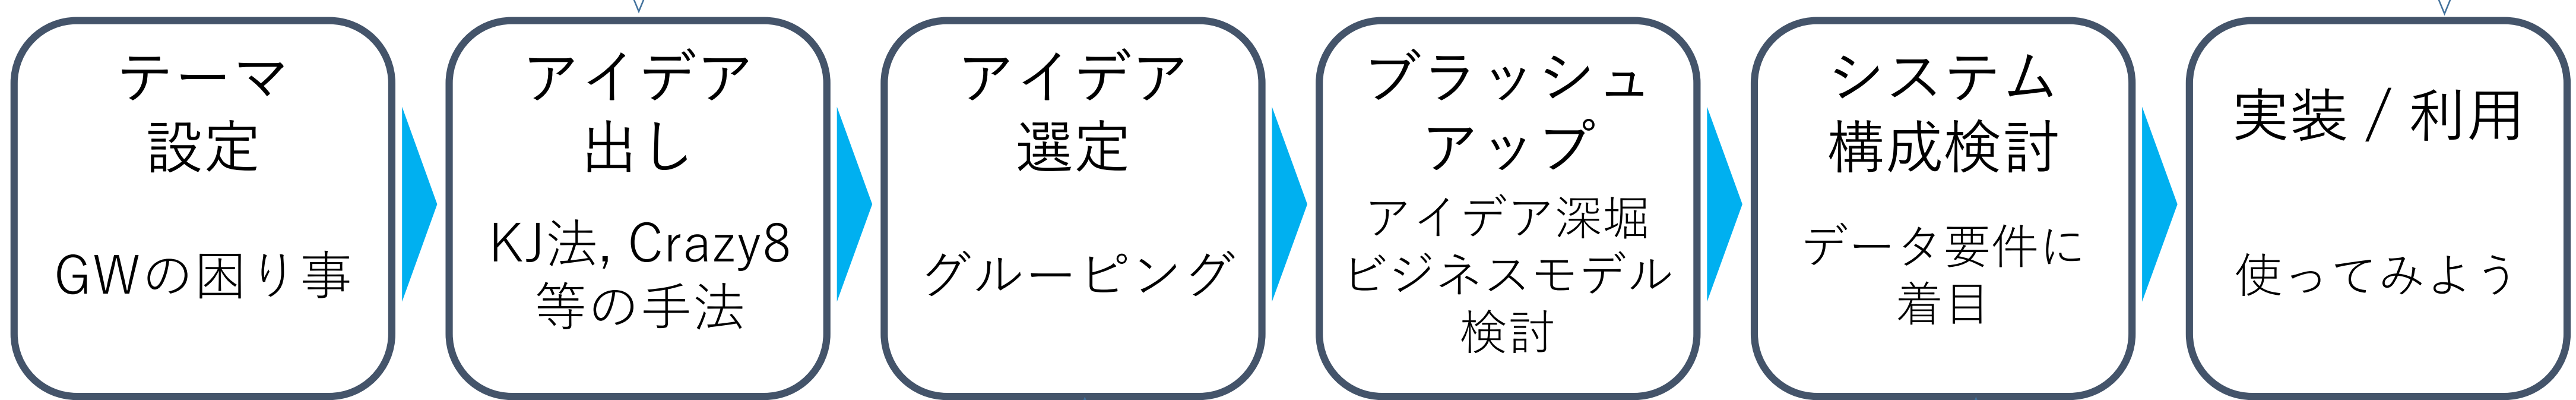 テーマ
設定
GWの困り事
アイデア
出し
KJ法, Crazy8
等の手法
アイデア
選定
グルーピング
ブラッシュ
アップ
アイデア深堀
ビジネスモデル
検討
システム
構成検討
データ要件に
着目
実装 / 利用
使ってみよう